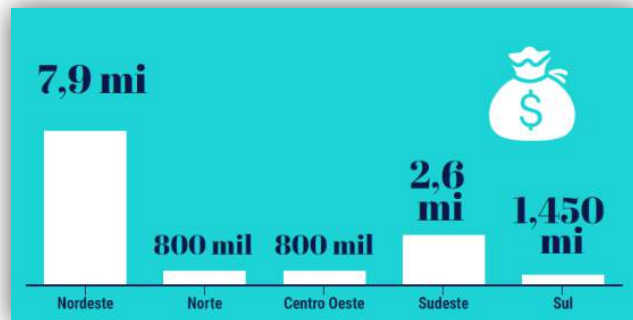 7,9 mi
$
2,6
mi
1,450
mi
800 mil
800 mil
Nordeste
Norte
Centro Oeste
Sudeste
Sul